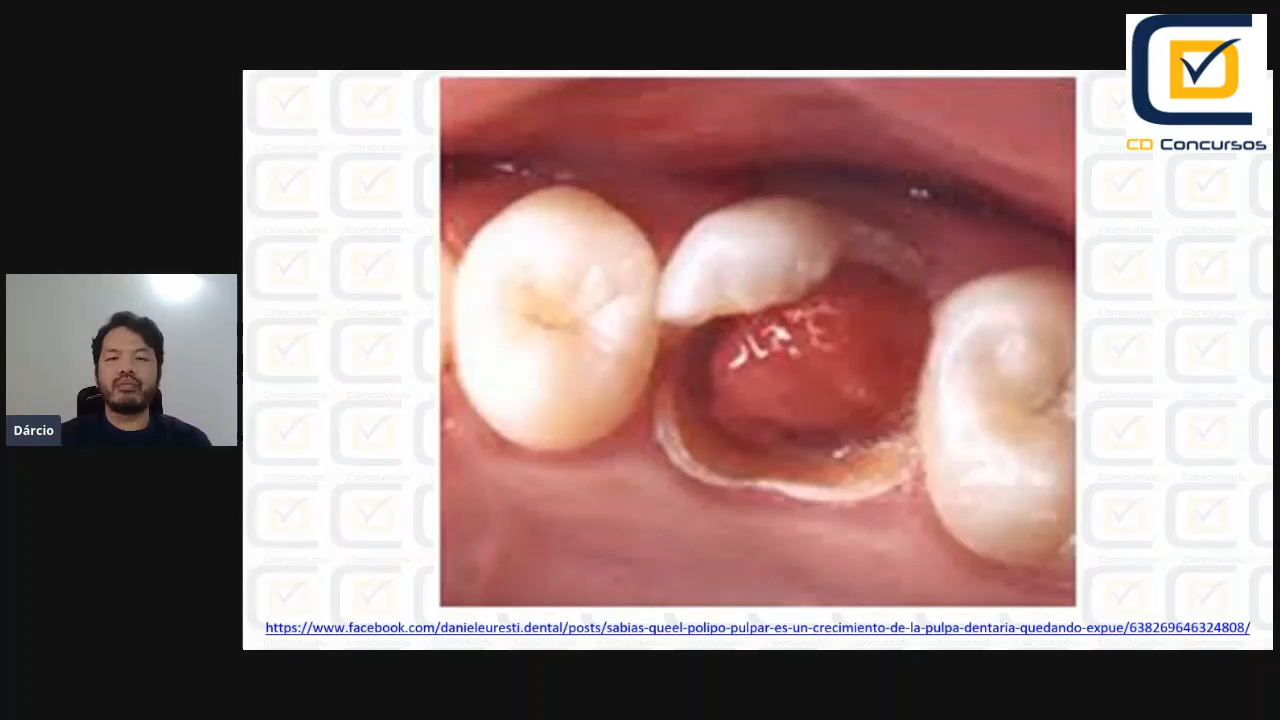 CD Concursos
Dárcio
https://www.facebook.com/danieleuresti.dental/posts/sabias-queel-polipo-pulpar-es-un-crecimiento-de-la-pulpa-dentaria-quedando-expue/638269646324808/